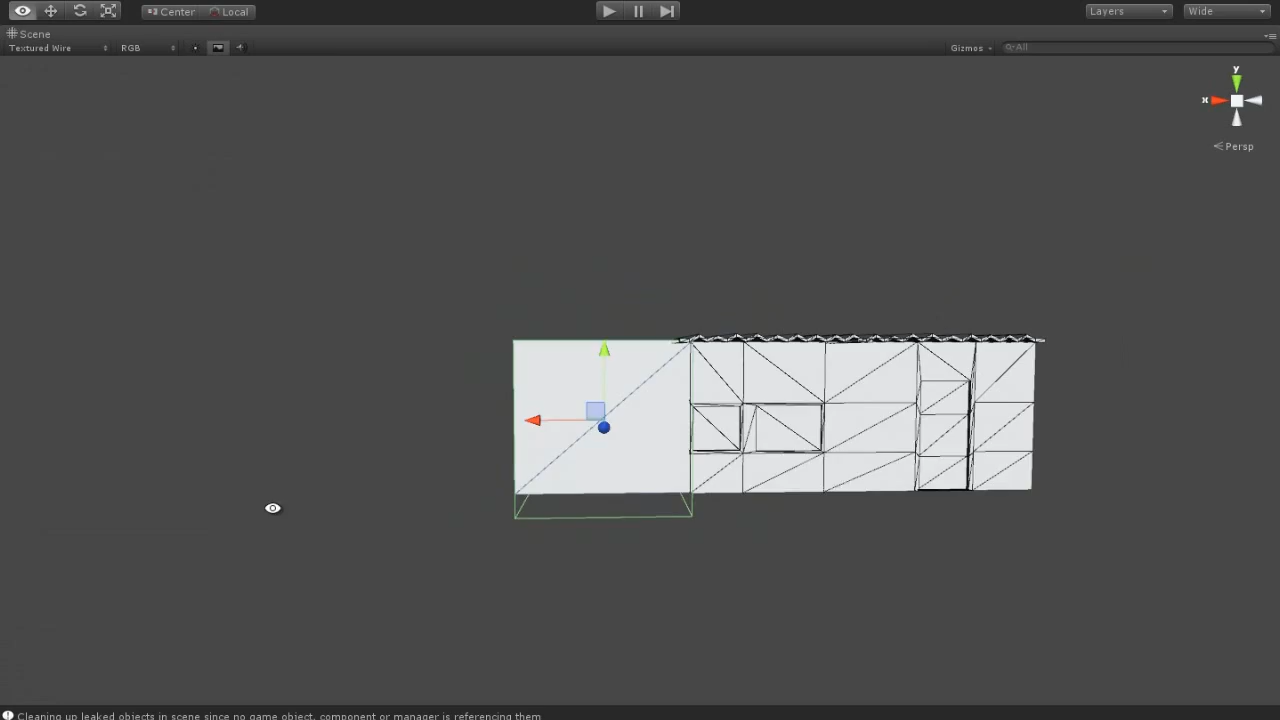 Center Local
Layers Wide
Scene
Textured Wire RGB Gizmos All
y
x
Persp
Cleaning up leaked objects in scene since no game object, component or manager is referencing them